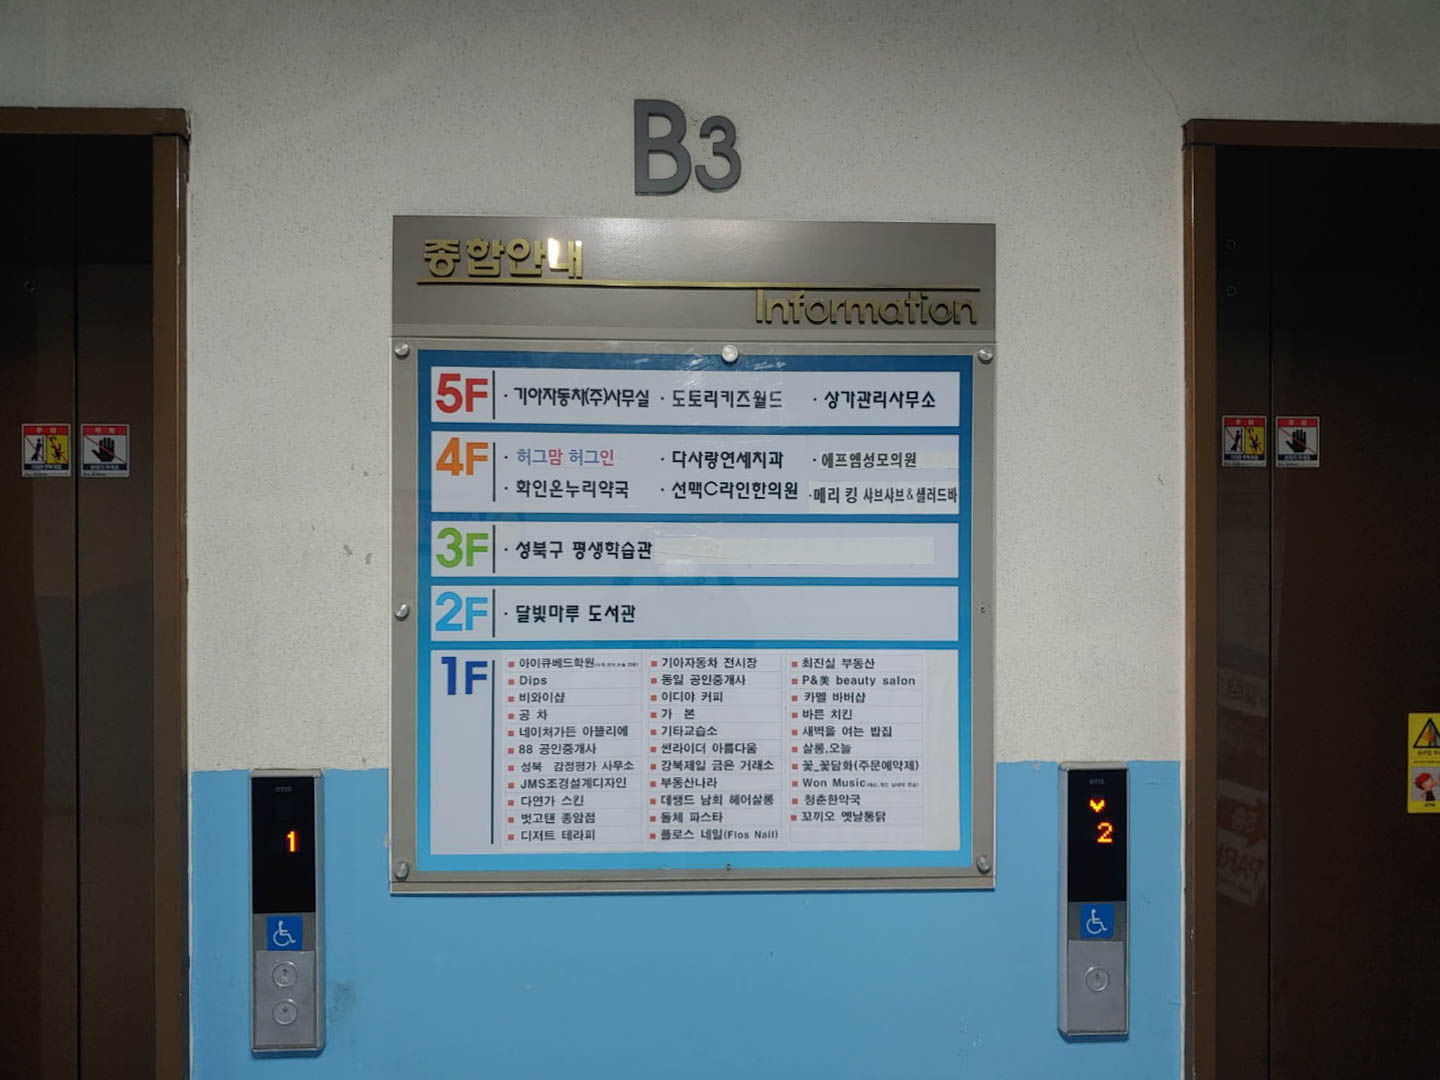 B3
종합안내
Information
5F
· 기아자동차(주)사무실 · 도토리키즈월드 · 상가관리사무소
4F
· 허그맘 허그인 · 다사랑연세치과 · 에프엠성모의원
· 화인온누리약국 · 선맥C라인한의원 · 메리 킹 샤브샤브&샐러드바
3F
· 성북구 평생학습관
2F
· 달빛마루 도서관
1F
아이큐베드학원 기아자동차 전시장 최진실 부동산
Dips 동일 공인중개사 P&美 beauty salon
비와이샵 이디야 커피 카멜 바버샵
공 차 가 본 바른 치킨
네이처가든 아뜰리에 기타교습소 새벽을 여는 밥집
88 공인중개사 썬라이더 아름다움 살롱,오늘
성북 감정평가 사무소 강북제일 금은 거래소 꽃_꽃담화(주문예약제)
JMS조경설계디자인 부동산나라 Won Music
다연가 스킨 데쌩드 남희 헤어살롱 청춘한약국
벗고탠 종암점 돌체 파스타 꼬끼오 옛날통닭
디저트 테라피 플로스 네일(Flos Nail)
OTIS
1
OTIS
2
주 의
주 의
주 의
주 의